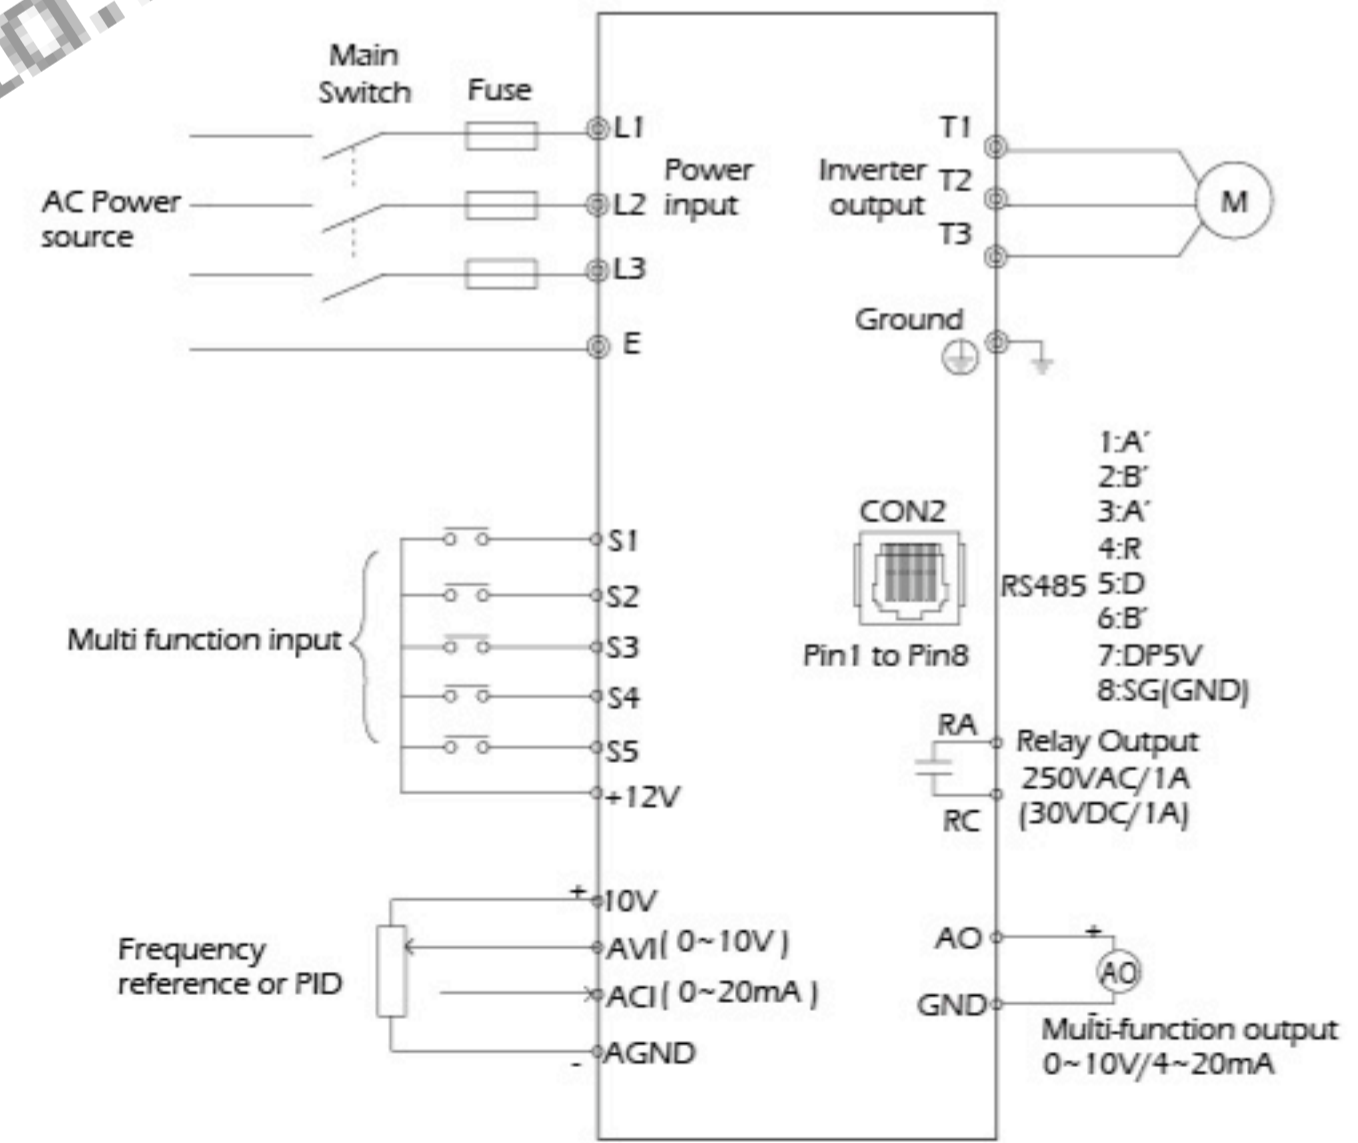 Main
Switch
Fuse
L1
T1
Power
input
Inverter
output
T2
M
AC Power
source
L2
T3
L3
E
Ground
1:A´
2:B´
3:A´
4:R
RS485 5:D
6:B´
7:DP5V
8:SG(GND)
CON2
Pin1 to Pin8
S1
S2
Multi function input
S3
S4
S5
+12V
RA
RC
Relay Output
250VAC/1A
(30VDC/1A)
+
10V
Frequency
reference or PID
AVI( 0~10V )
ACI( 0~20mA )
-
AGND
AO
+
AO
GND
-
Multi-function output
0~10V/4~20mA